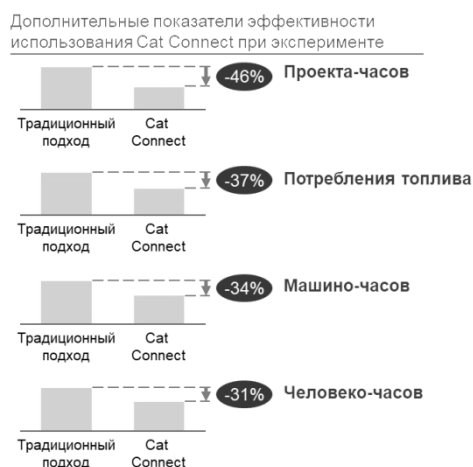 Дополнительные показатели эффективности
использования Cat Connect при эксперименте
-46%
Проекта-часов
Традиционный
подход
Cat
Connect
-37%
Потребления топлива
Традиционный
подход
Cat
Connect
-34%
Машино-часов
Традиционный
подход
Cat
Connect
-31%
Человеко-часов
Традиционный
подход
Cat
Connect